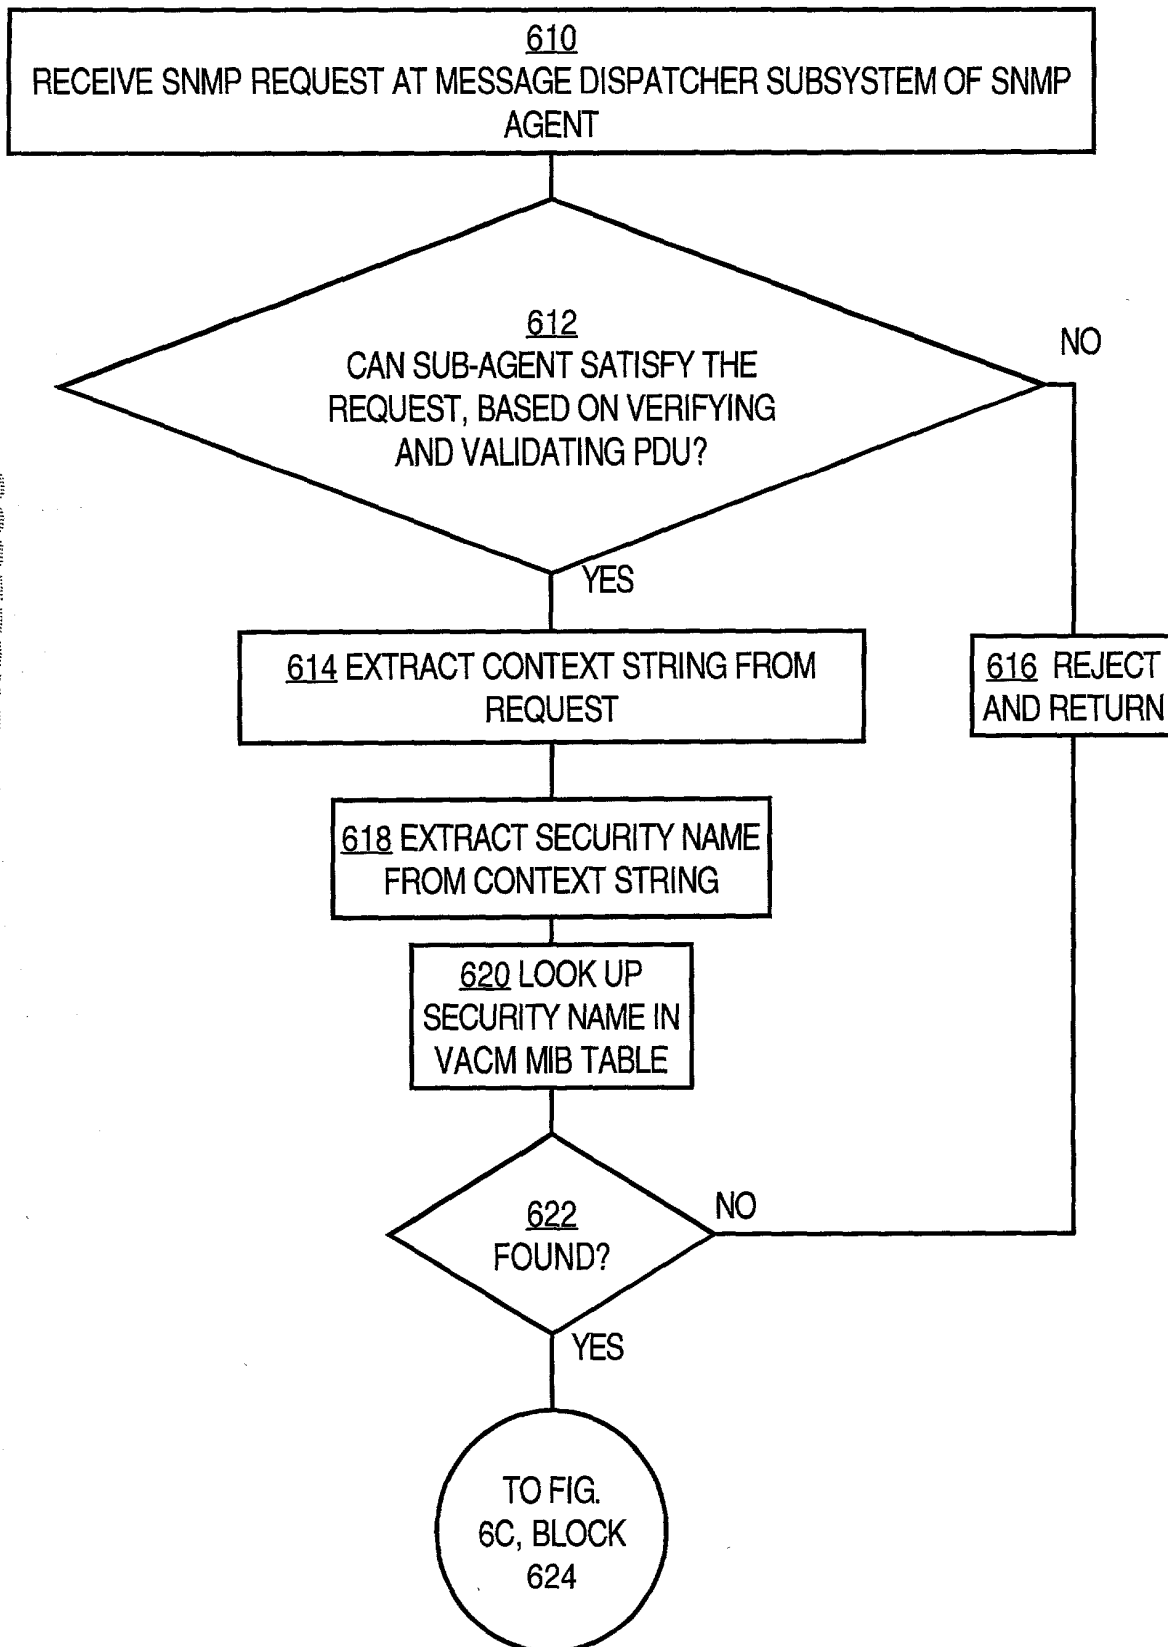 610
RECEIVE SNMP REQUEST AT MESSAGE DISPATCHER SUBSYSTEM OF SNMP
AGENT
612
CAN SUB-AGENT SATISFY THE
REQUEST, BASED ON VERIFYING
AND VALIDATING PDU?
NO
YES
614 EXTRACT CONTEXT STRING FROM
REQUEST
616 REJECT
AND RETURN
618 EXTRACT SECURITY NAME
FROM CONTEXT STRING
620 LOOK UP
SECURITY NAME IN
VACM MIB TABLE
622
FOUND?
NO
YES
TO FIG.
6C, BLOCK
624